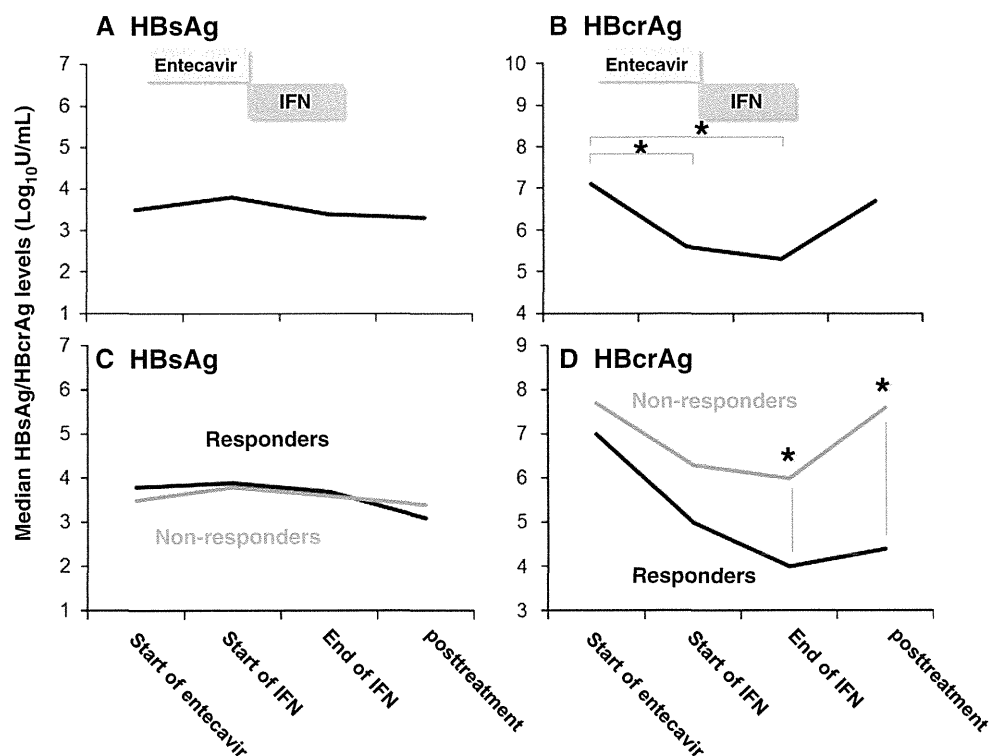 Median HBsAg/HBcrAg levels (Log10U/mL)
A HBsAg
7
6
5
4
3
2
1
Entecavir
IFN
B HBcrAg
10
9
8
7
6
5
4
Entecavir
IFN
*
*
C HBsAg
7
6
5
4
3
2
1
Responders
Non-responders
Start of entecavir
Start of IFN
End of IFN
posttreatment
D HBcrAg
9
8
7
6
5
4
3
Non-responders
*
*
Responders
Start of entecavir
Start of IFN
End of IFN
posttreatment